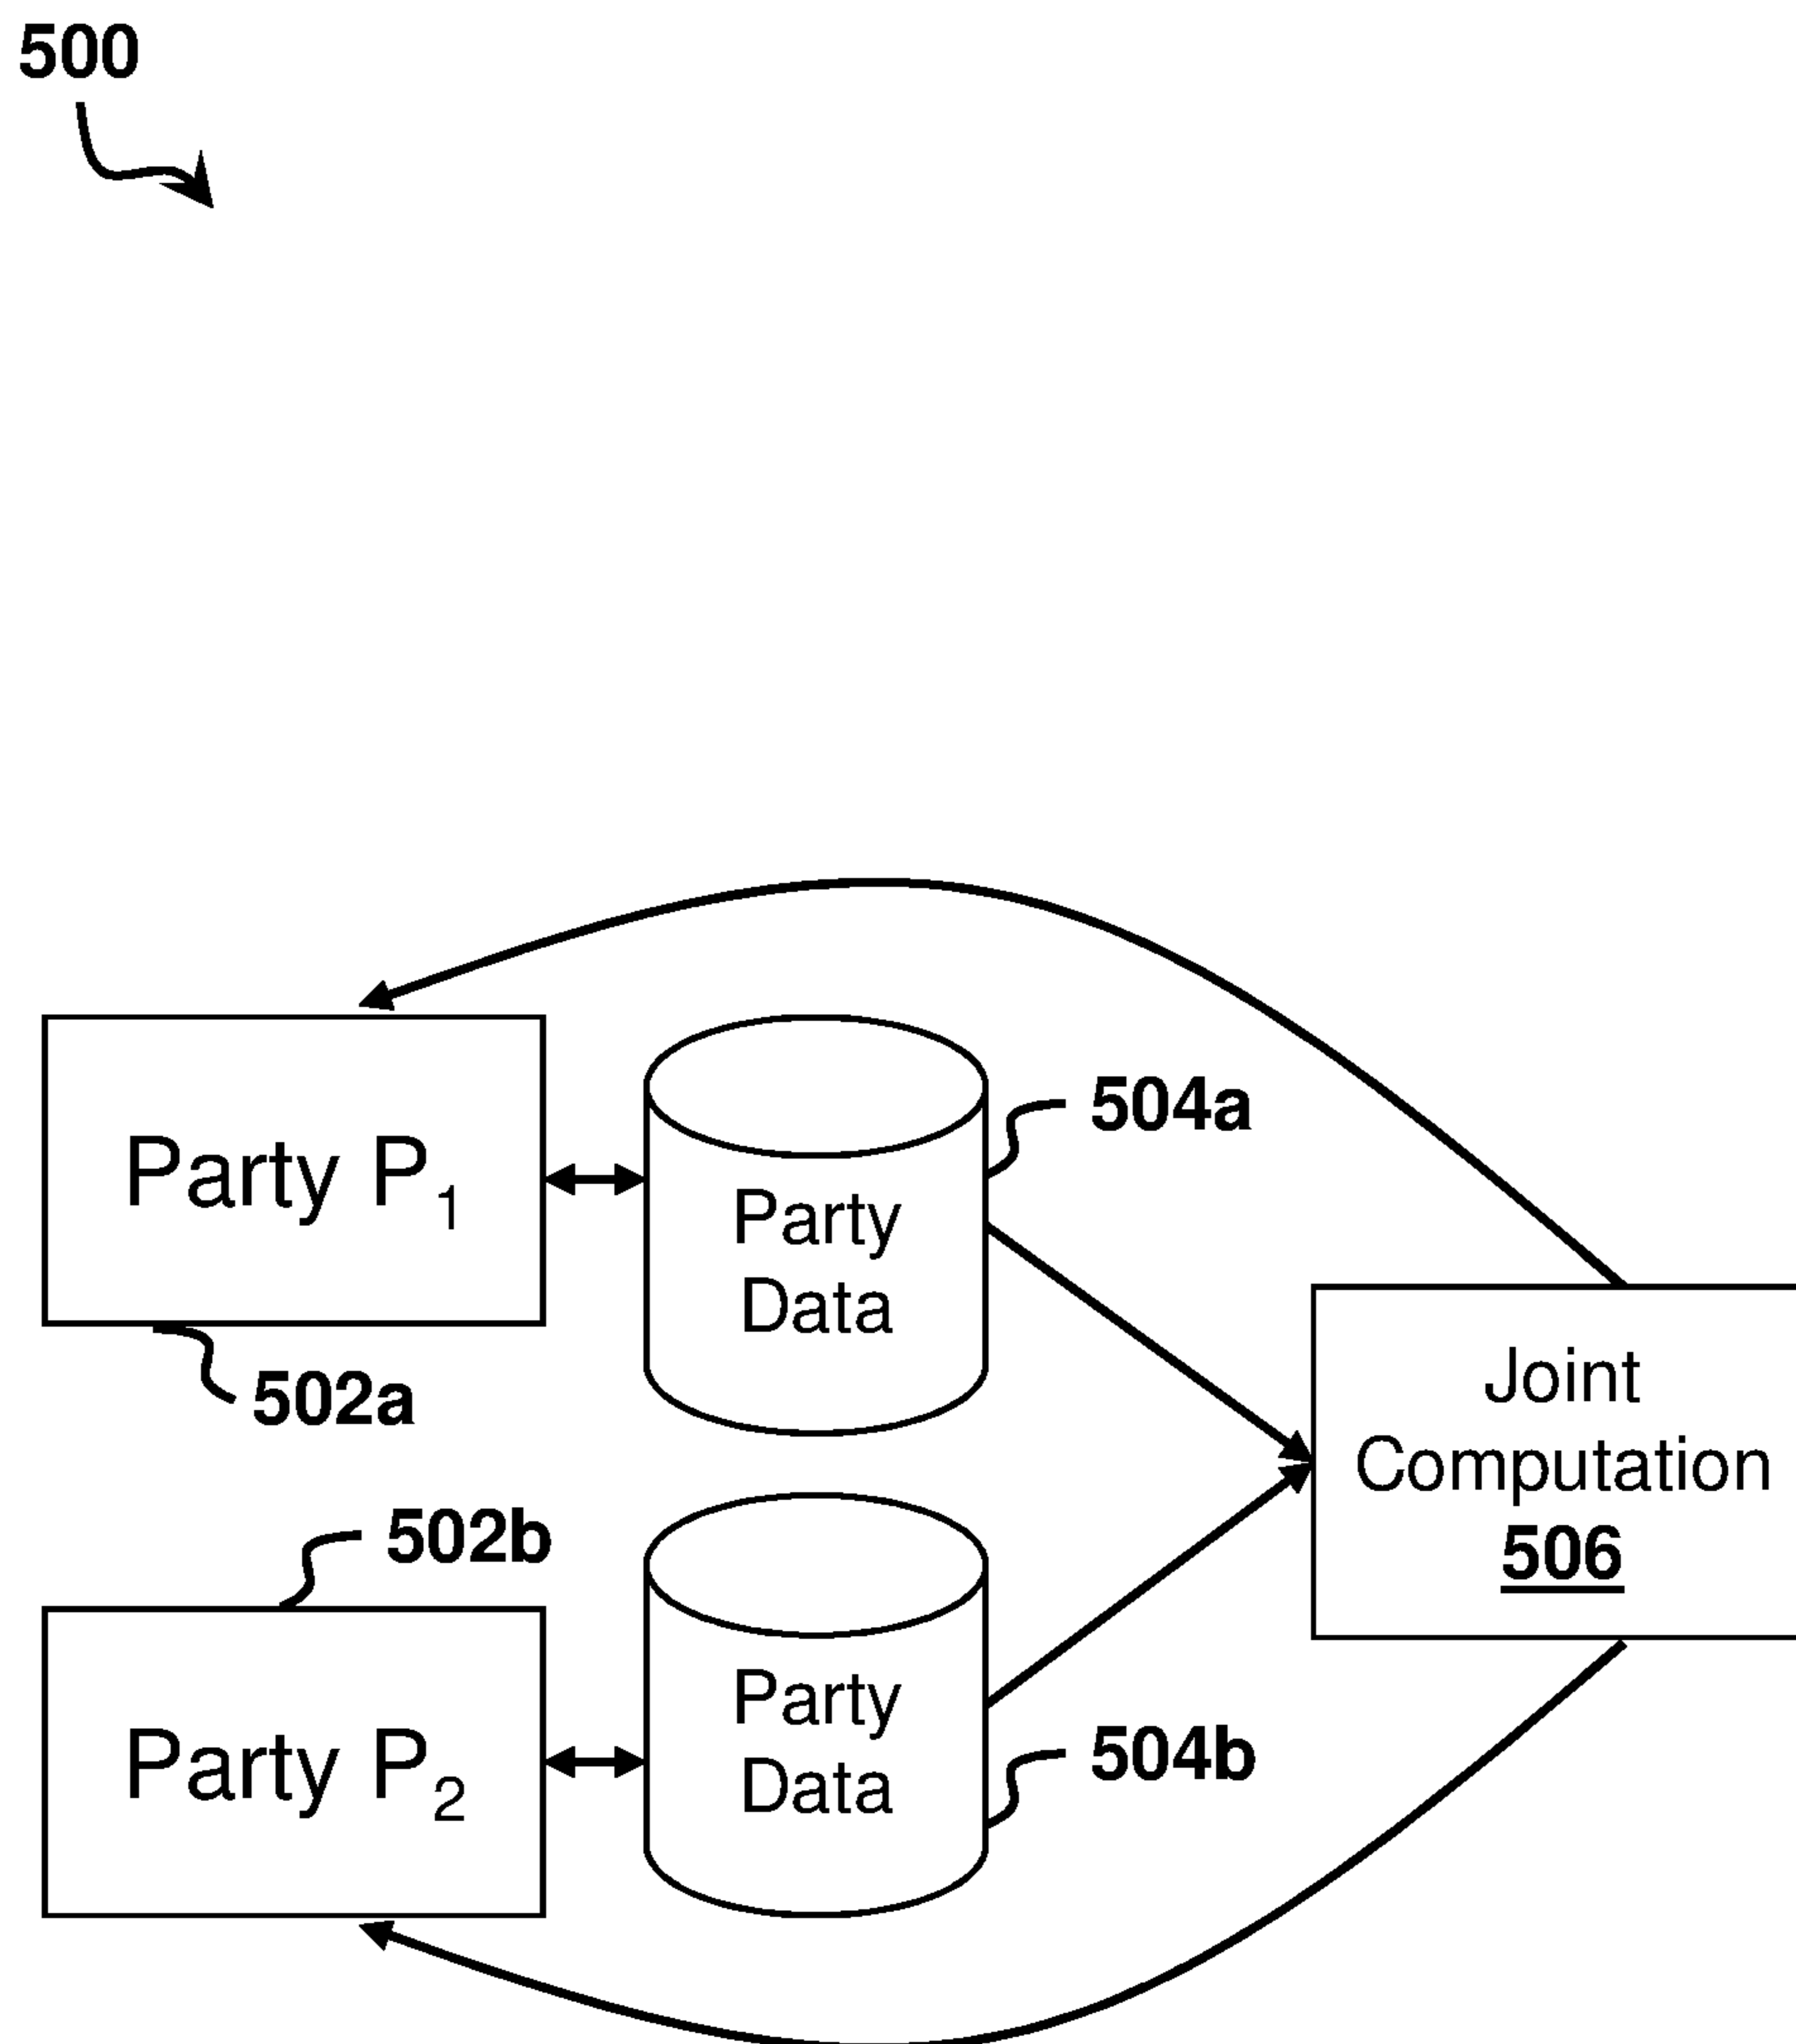 500
Party P1
502a
Party
Data
504a
Joint
Computation
506
502b
Party P2
Party
Data
504b